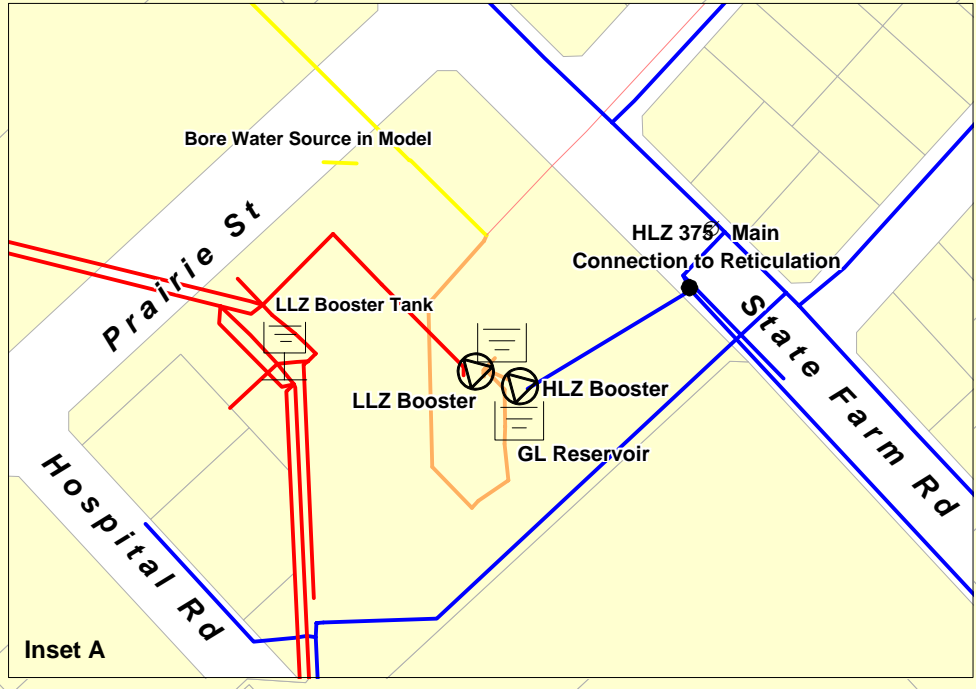 Bore Water Source in Model
Prairie St
HLZ 375 Main
Connection to Reticulation
LLZ Booster Tank
State Farm Rd
LLZ Booster
HLZ Booster
GL Reservoir
Hospital Rd
Inset A